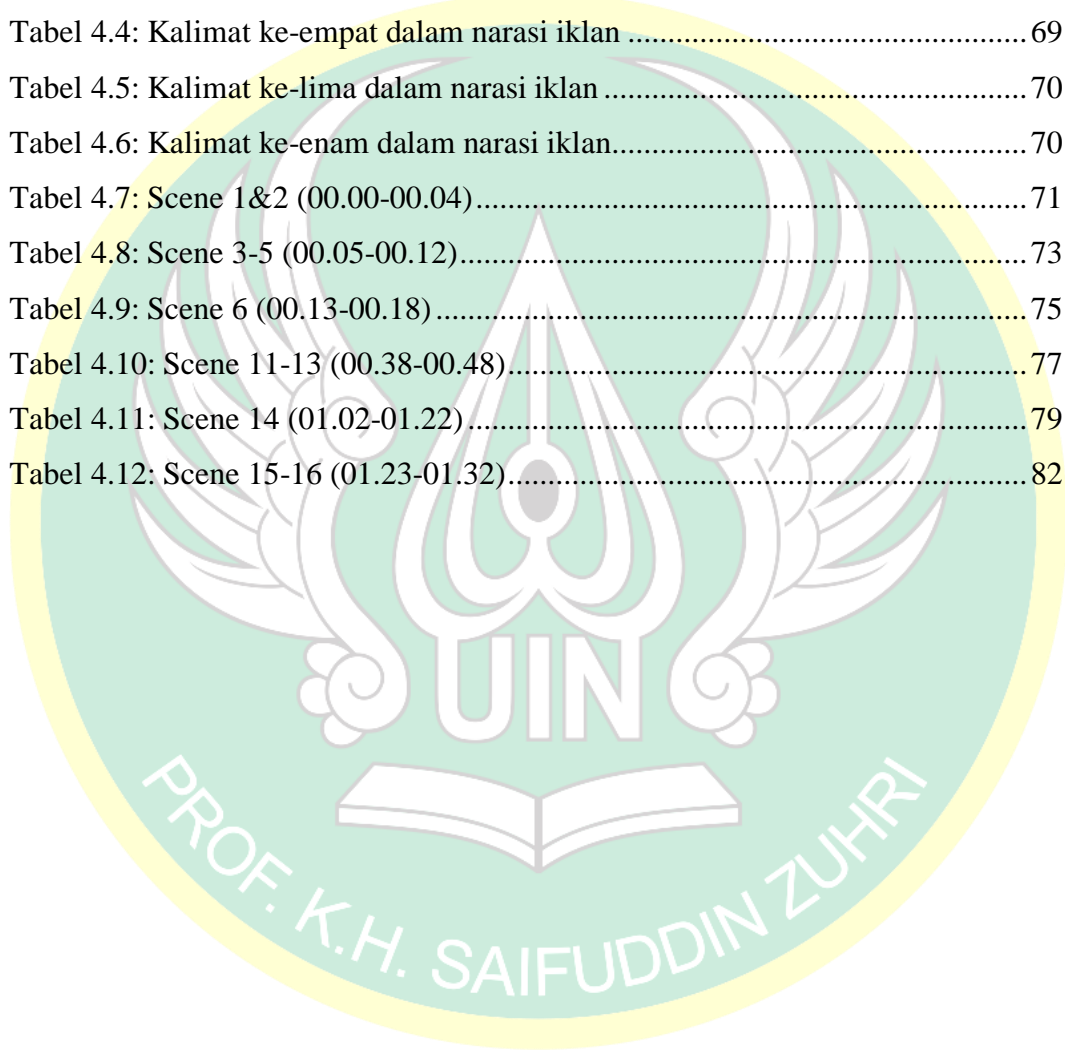 Tabel 4.4: Kalimat ke-empat dalam narasi iklan ........................................................ 69
Tabel 4.5: Kalimat ke-lima dalam narasi iklan ........................................................... 70
Tabel 4.6: Kalimat ke-enam dalam narasi iklan.......................................................... 70
Tabel 4.7: Scene 1&2 (00.00-00.04)............................................................................ 71
Tabel 4.8: Scene 3-5 (00.05-00.12).............................................................................. 73
Tabel 4.9: Scene 6 (00.13-00.18) ................................................................................. 75
Tabel 4.10: Scene 11-13 (00.38-00.48)........................................................................ 77
Tabel 4.11: Scene 14 (01.02-01.22) ............................................................................. 79
Tabel 4.12: Scene 15-16 (01.23-01.32)........................................................................ 82
UIN
PROF. K.H. SAIFUDDIN ZUHRI